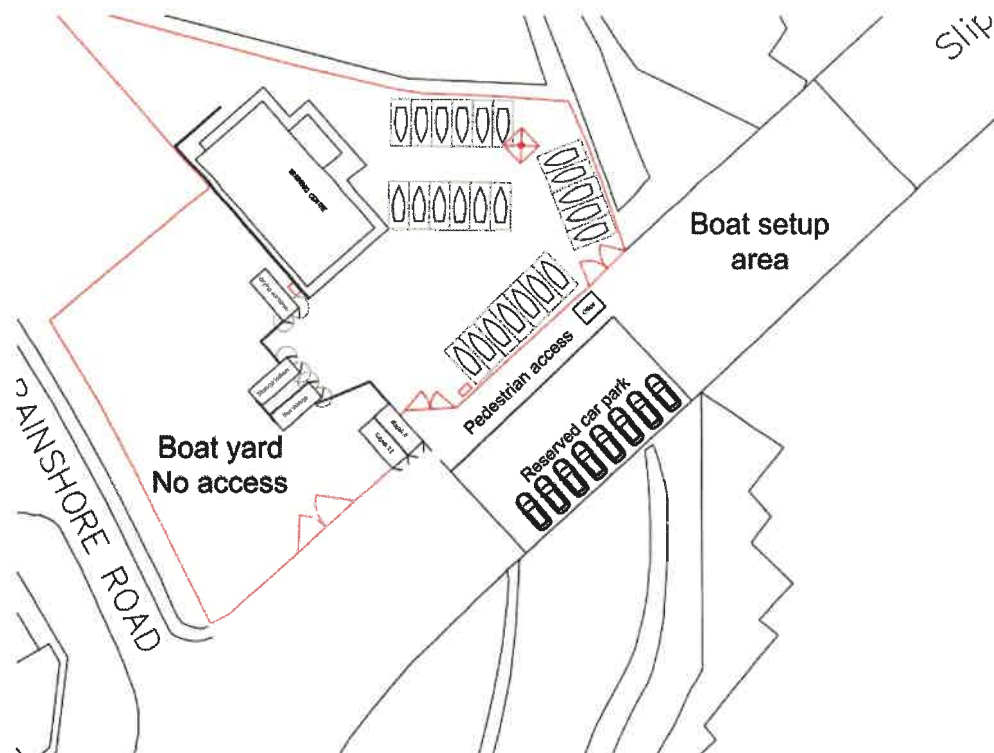 Slip
Boat setup
area
Pedestrian access
Reserved car park
Boat yard
No access
AINSHORE ROAD